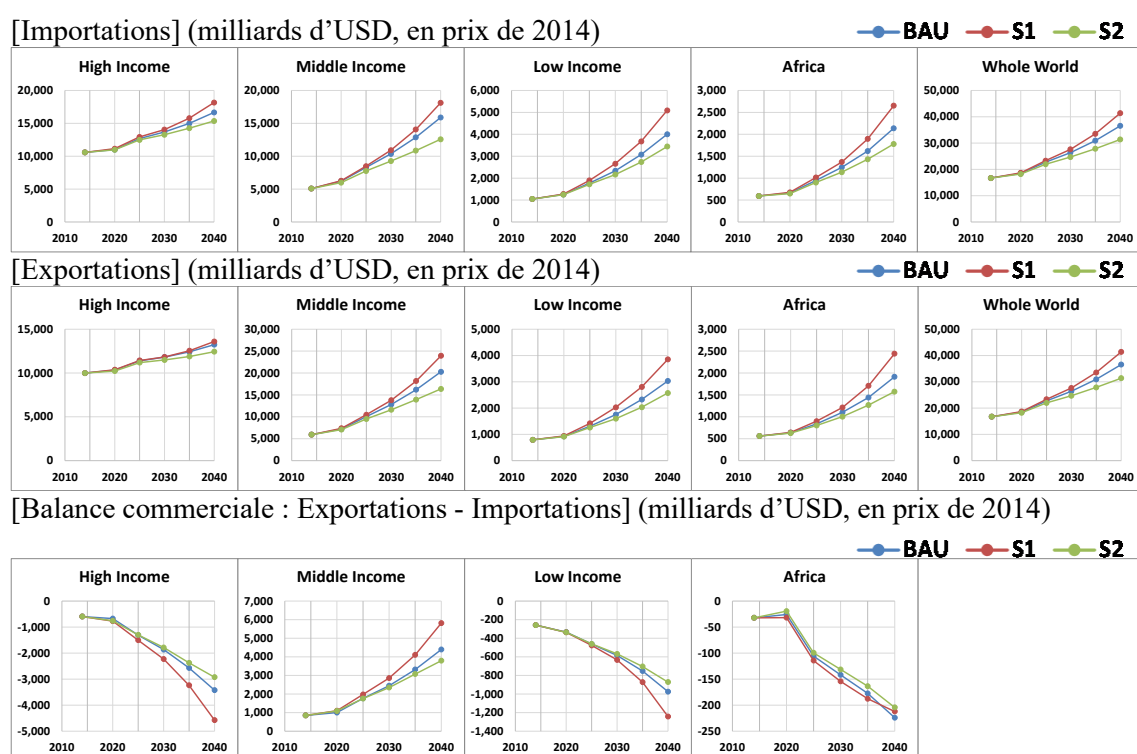 [Importations] (milliards d’USD, en prix de 2014)
BAU S1 S2
High Income Middle Income Low Income Africa Whole World
20,000 20,000 6,000 3,000 50,000
5,000 2,500 40,000
15,000 15,000
4,000 2,000 30,000
10,000 10,000 3,000 1,500
20,000
2,000 1,000
5,000 5,000
1,000 500 10,000
0 0 0 0 0
2010 2020 2030 2040 2010 2020 2030 2040 2010 2020 2030 2040 2010 2020 2030 2040 2010 2020 2030 2040
[Exportations] (milliards d’USD, en prix de 2014)
BAU S1 S2
High Income Middle Income Low Income Africa Whole World
15,000 30,000 5,000 3,000 50,000
25,000 2,500
4,000 40,000
10,000 20,000 2,000
3,000 30,000
15,000 1,500
2,000 20,000
5,000 10,000 1,000
1,000 10,000
5,000 500
0 0 0 0 0
2010 2020 2030 2040 2010 2020 2030 2040 2010 2020 2030 2040 2010 2020 2030 2040 2010 2020 2030 2040
[Balance commerciale : Exportations - Importations] (milliards d’USD, en prix de 2014)
BAU S1 S2
High Income Middle Income Low Income Africa
0 7,000 0 0
6,000 -200
-1,000 -50
5,000 -400
-2,000 4,000 -600 -100
-3,000 3,000 -800 -150
2,000 -1,000
-4,000 -200
1,000 -1,200
-5,000 0 -1,400 -250
2010 2020 2030 2040 2010 2020 2030 2040 2010 2020 2030 2040 2010 2020 2030 2040